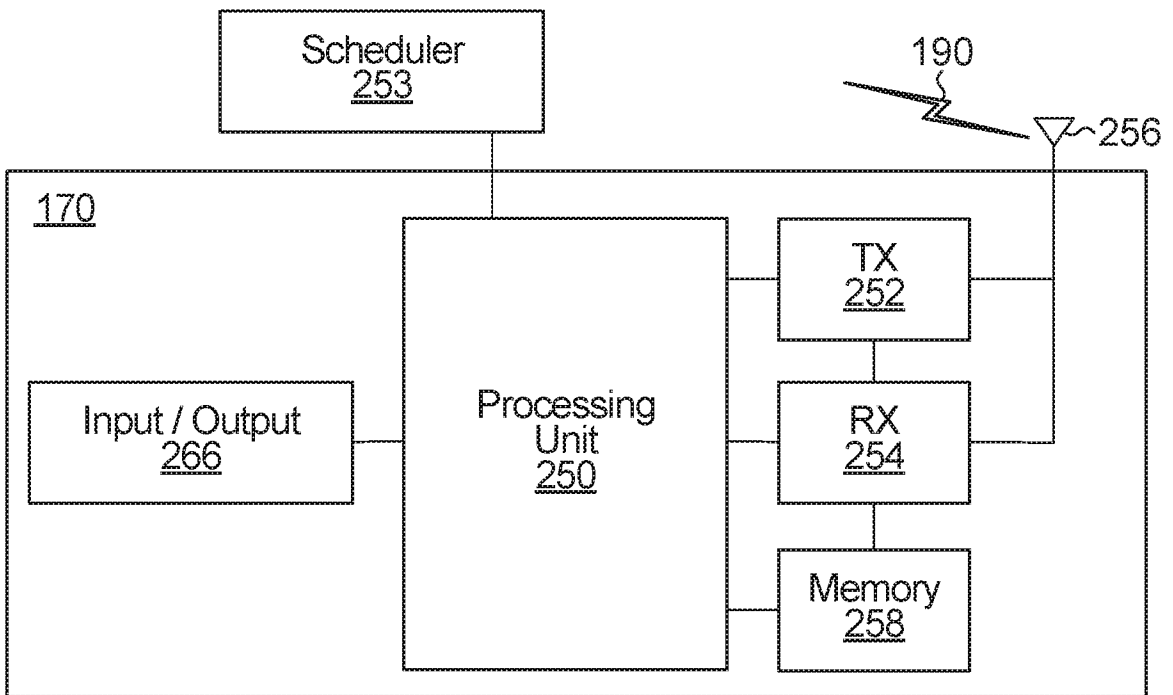 Scheduler
253
190
256
170
TX
252
Processing
Unit
250
Input / Output
266
RX
254
Memory
258